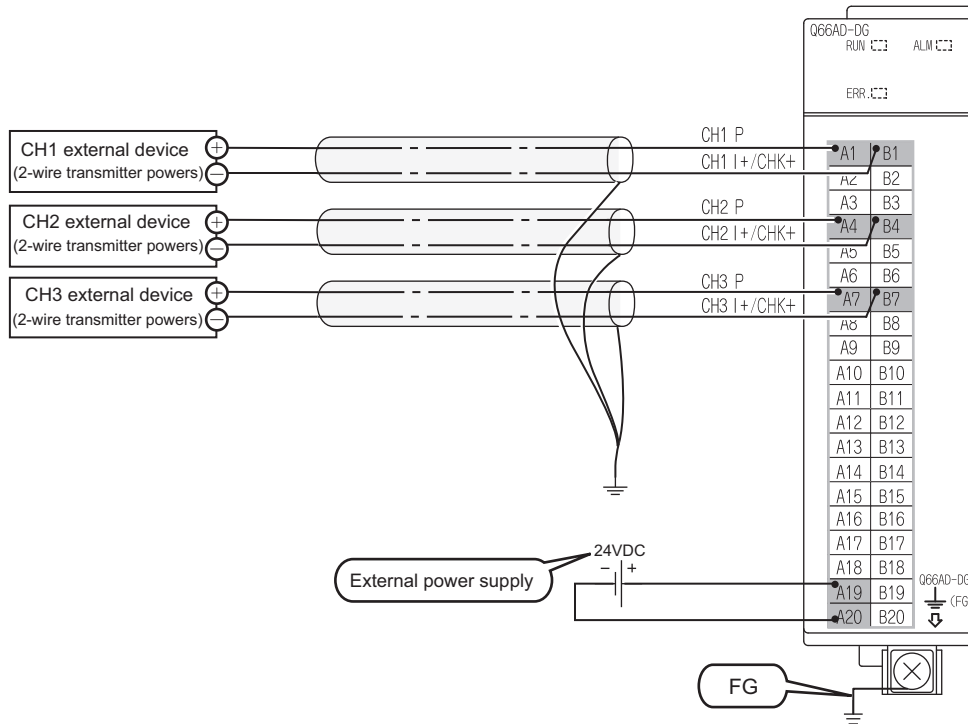 Q66AD-DG
RUN ALM
ERR.
CH1 external device
(2-wire transmitter powers)
+
−
CH1 P
CH1 I+/CHK+
CH2 external device
(2-wire transmitter powers)
+
−
CH2 P
CH2 I+/CHK+
CH3 external device
(2-wire transmitter powers)
+
−
CH3 P
CH3 I+/CHK+
A1 B1
A2 B2
A3 B3
A4 B4
A5 B5
A6 B6
A7 B7
A8 B8
A9 B9
A10 B10
A11 B11
A12 B12
A13 B13
A14 B14
A15 B15
A16 B16
A17 B17
A18 B18
A19 B19
A20 B20
24VDC
− +
External power supply
Q66AD-DG
(FG
FG